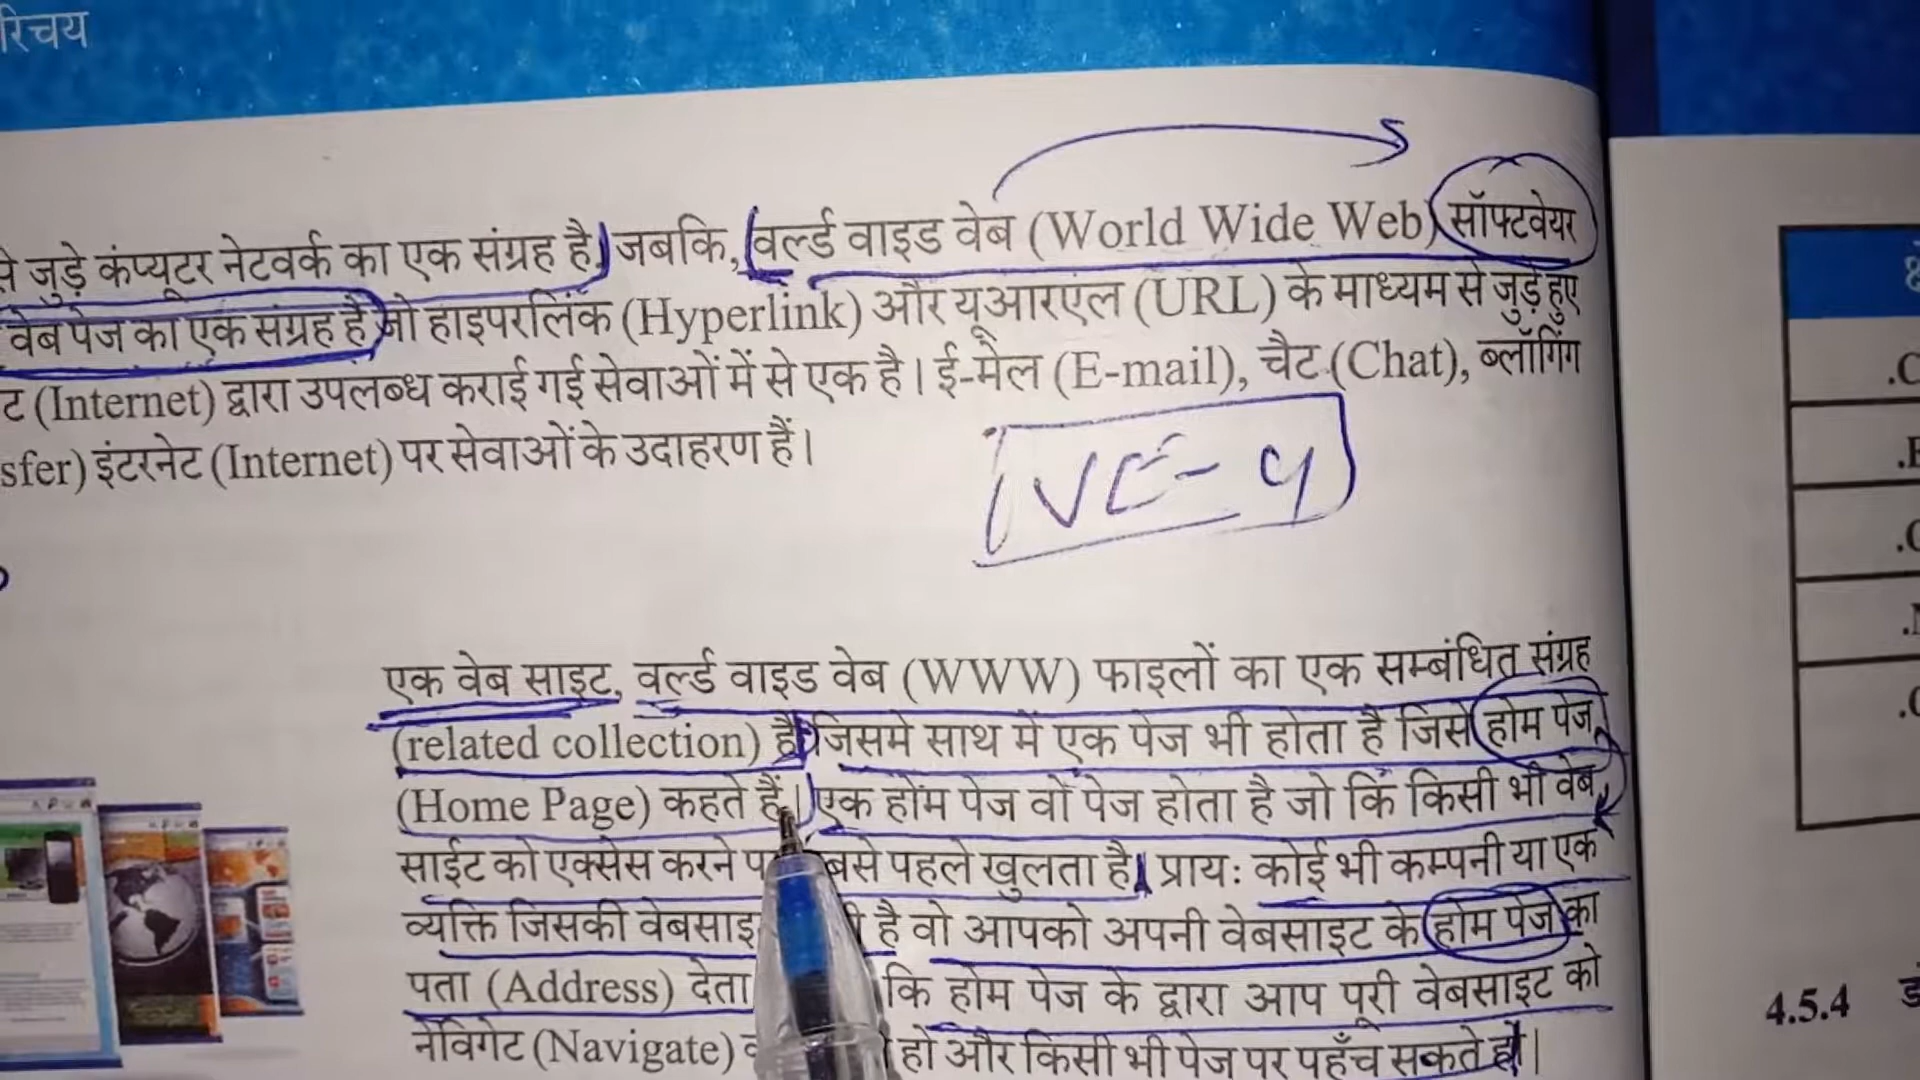 रिचय
से जुड़े कंप्यूटर नेटवर्क का एक संग्रह है, जबकि, वर्ल्ड वाइड वेब (World Wide Web) सॉफ्टवेयर
वेब पेज का एक संग्रह है जो हाइपरलिंक (Hyperlink) और यूआरएल (URL) के माध्यम से जुड़े हुए
ट (Internet) द्वारा उपलब्ध कराई गई सेवाओं में से एक है। ई-मेल (E-mail), चैट (Chat), ब्लॉगिंग
sfer) इंटरनेट (Internet) पर सेवाओं के उदाहरण हैं।
एक वेब साइट, वर्ल्ड वाइड वेब (WWW) फाइलों का एक सम्बंधित संग्रह
(related collection) है जिसमे साथ में एक पेज भी होता है जिसे होम पेज
(Home Page) कहते हैं। एक होम पेज वो पेज होता है जो कि किसी भी वेब
साईट को एक्सेस करने प बसे पहले खुलता है। प्रायः कोई भी कम्पनी या एक
व्यक्ति जिसकी वेबसाइ है वो आपको अपनी वेबसाइट के होम पेज का
पता (Address) देता कि होम पेज के द्वारा आप पूरी वेबसाइट को
नेविगेट (Navigate) हो और किसी भी पेज पर पहुँच सकते हो।
4.5.4